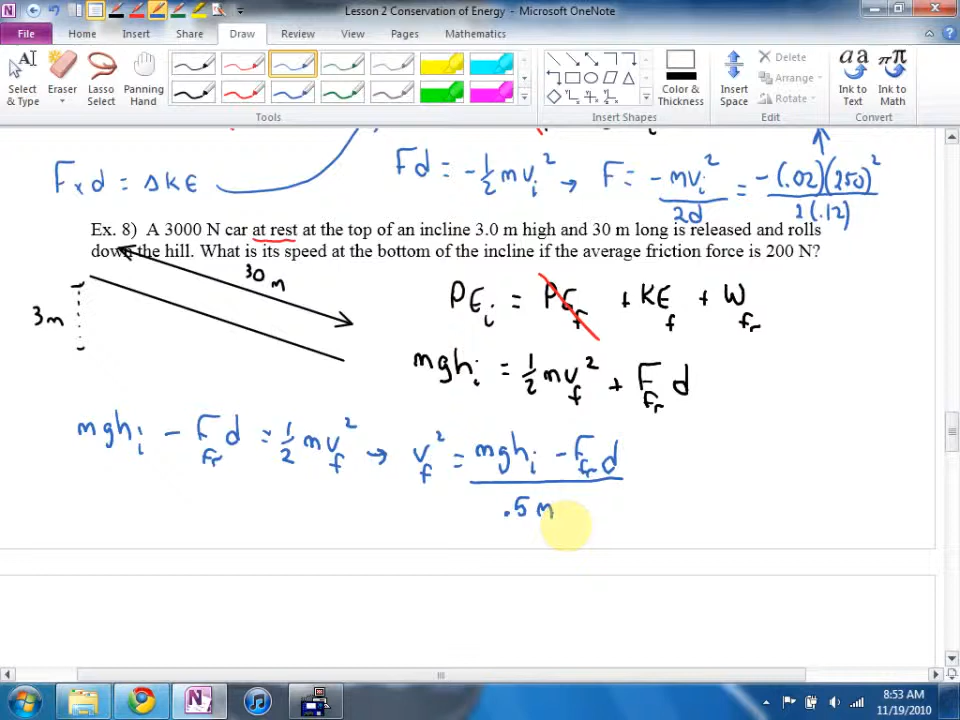 Lesson 2 Conservation of Energy - Microsoft OneNote
File Home Insert Share Draw Review View Pages Mathematics
Select & Type
Eraser
Lasso Select
Panning Hand
Tools
Color & Thickness
Insert Shapes
Insert Space
Delete
Arrange
Rotate
Edit
Ink to Text
Ink to Math
Convert
F x d = ΔKE
Fd = -½mvᵢ² → F = -mvᵢ²/2d = -(.02)(250)²/2(.12)
Ex. 8) A 3000 N car at rest at the top of an incline 3.0 m high and 30 m long is released and rolls
down the hill. What is its speed at the bottom of the incline if the average friction force is 200 N?
30 m
3m
PEᵢ = PE_f + KE_f + W_fr
mghᵢ = ½mv_f² + F_fr d
mghᵢ - F_fr d = ½mv_f² → v_f² = mghᵢ - F_fr d/.5m
8:53 AM
11/19/2010